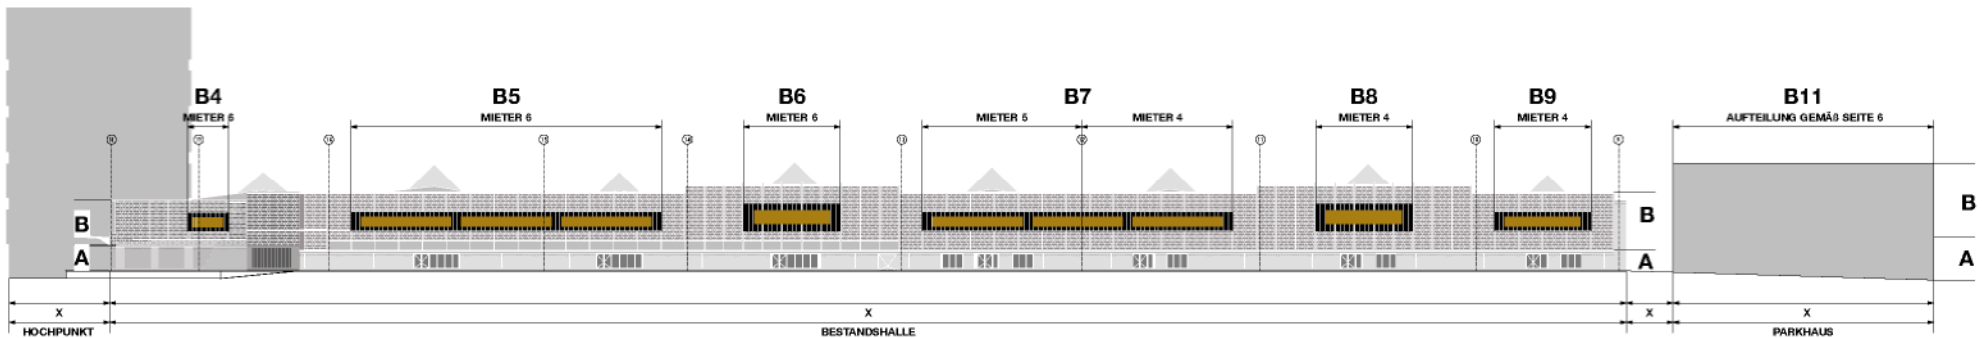 B4 B5 B6 B7 B8 B9 B11
MIETER 6 MIETER 6 MIETER 6 MIETER 5 MIETER 4 MIETER 4 MIETER 4 AUFTEILUNG GEMÄß SEITE 6
B B B
A A A
X X X X
HOCHPUNKT BESTANDSHALLE PARKHAUS